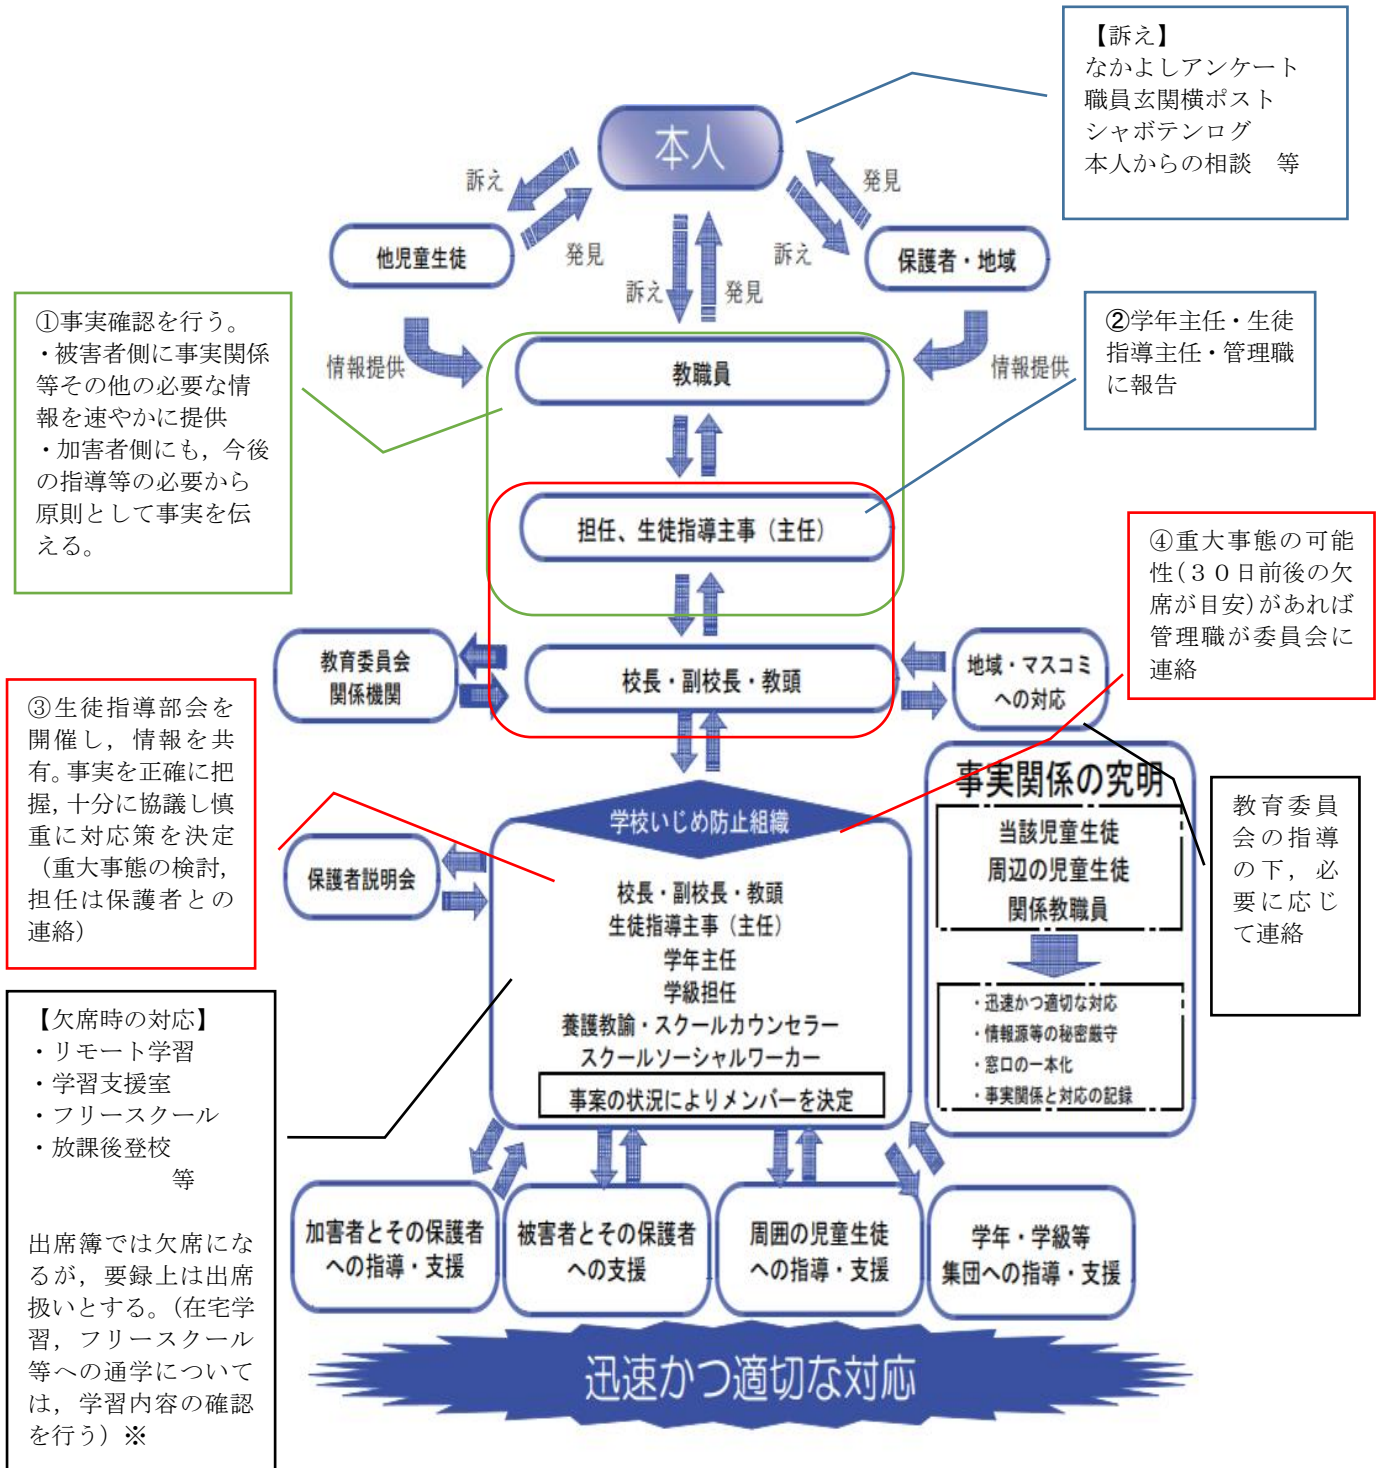 【訴え】
なかよしアンケート
職員玄関横ポスト
シャボテンログ
本人からの相談　等
本人
訴え
発見
発見
訴え
訴え
発見
他児童生徒
保護者・地域
情報提供
情報提供
①事実確認を行う。
・被害者側に事実関係
等その他の必要な情
報を速やかに提供
・加害者側にも，今後
の指導等の必要から
原則として事実を伝
える。
教職員
②学年主任・生徒
指導主任・管理職
に報告
担任、生徒指導主事（主任）
④重大事態の可能
性（３０日前後の欠
席が目安）があれば
管理職が委員会に
連絡
教育委員会
関係機関
校長・副校長・教頭
地域・マスコミ
への対応
③生徒指導部会を
開催し，情報を共
有。事実を正確に把
握，十分に協議し慎
重に対応策を決定
（重大事態の検討，
担任は保護者との
連絡）
学校いじめ防止組織
保護者説明会
校長・副校長・教頭
生徒指導主事（主任）
学年主任
学級担任
養護教諭・スクールカウンセラー
スクールソーシャルワーカー
事案の状況によりメンバーを決定
事実関係の究明
当該児童生徒
周辺の児童生徒
関係教職員
・迅速かつ適切な対応
・情報源等の秘密厳守
・窓口の一本化
・事実関係と対応の記録
教育委員
会の指導
の下，必
要に応じ
て連絡
【欠席時の対応】
・リモート学習
・学習支援室
・フリースクール
・放課後登校
等
出席簿では欠席にな
るが，要録上は出席
扱いとする。（在宅学
習，フリースクール
等への通学について
は，学習内容の確認
を行う）※
加害者とその保護者
への指導・支援
被害者とその保護者
への支援
周囲の児童生徒
への指導・支援
学年・学級等
集団への指導・支援
迅速かつ適切な対応